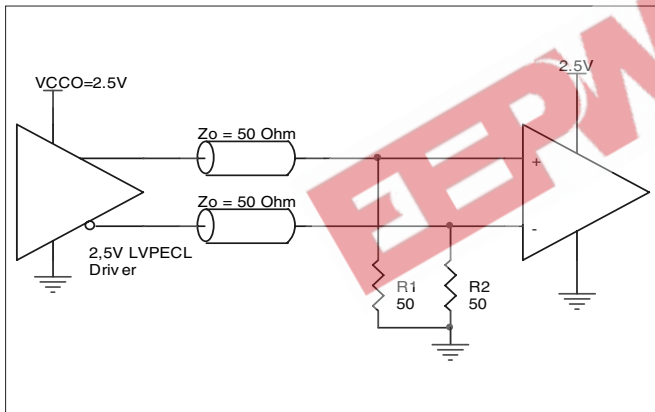 VCCO=2.5V
2.5V
Zo = 50 Ohm
+
Zo = 50 Ohm
-
2,5V LVPECL
Driver
R1
50
R2
50
EEPW